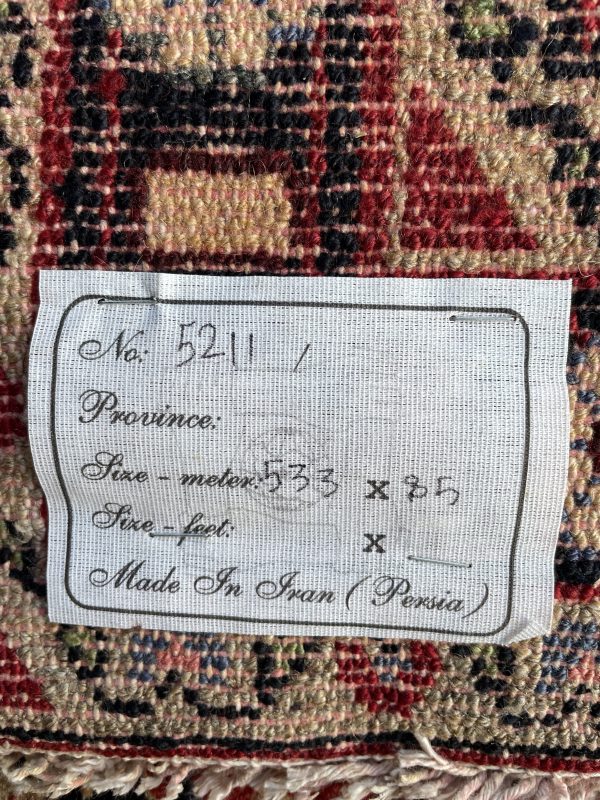 No: 5211 /
Province:
Size - meter: 533 x 85
Size - feet: x
Made In Iran (Persia)